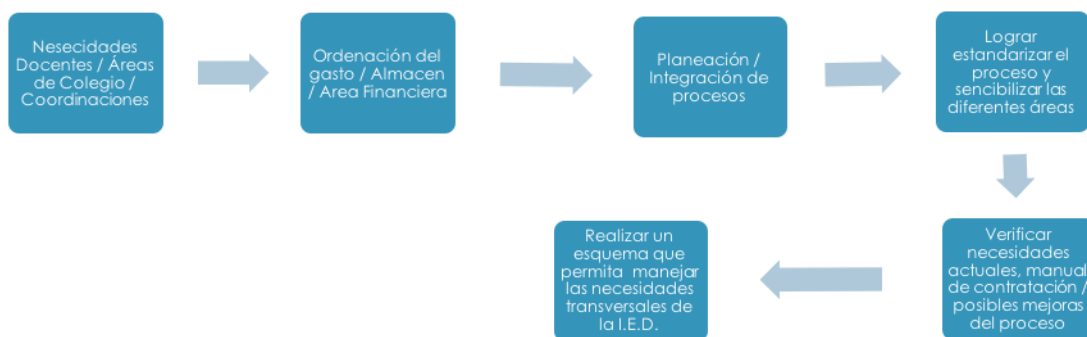 Nesecidades
Docentes / Áreas
de Colegio /
Coordinaciones
Ordenación del
gasto / Almacen
/ Area Financiera
Planeación /
Integración de
procesos
Lograr
estandarizar el
proceso y
sencibilizar las
diferentes áreas
Verificar
necesidades
actuales, manual
de contratación /
posibles mejoras
del proceso
Realizar un
esquema que
permita manejar
las necesidades
transversales de
la I.E.D.